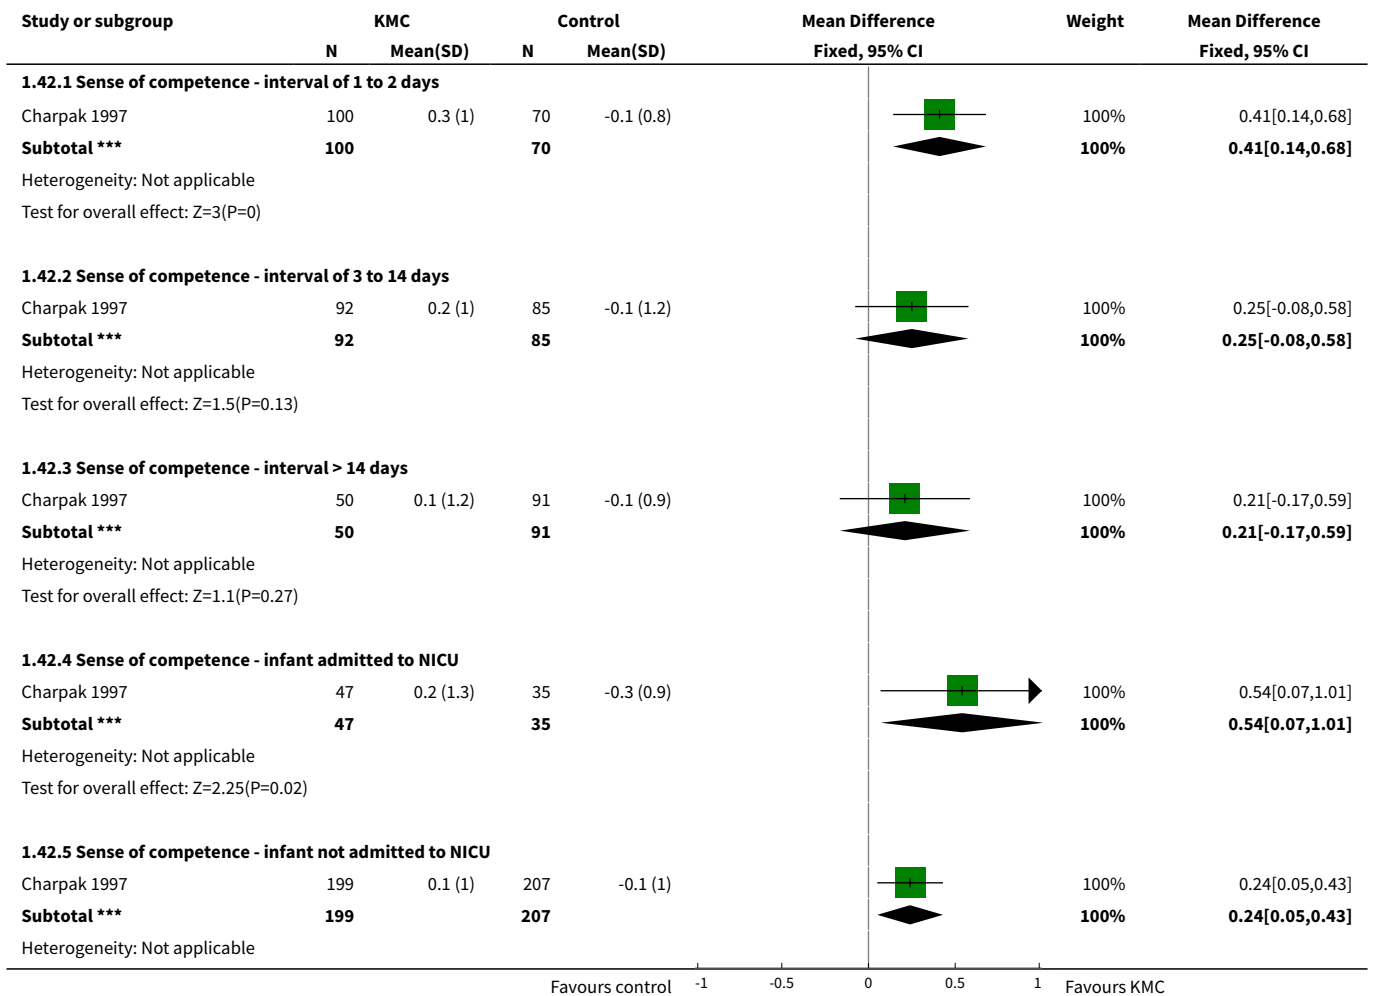 Study or subgroup KMC Control Mean Difference Weight Mean Difference
N Mean(SD) N Mean(SD) Fixed, 95% CI Fixed, 95% CI
1.42.1 Sense of competence - interval of 1 to 2 days
Charpak 1997 100 0.3 (1) 70 -0.1 (0.8) 100% 0.41[0.14,0.68]
Subtotal *** 100 70 100% 0.41[0.14,0.68]
Heterogeneity: Not applicable
Test for overall effect: Z=3(P=0)
1.42.2 Sense of competence - interval of 3 to 14 days
Charpak 1997 92 0.2 (1) 85 -0.1 (1.2) 100% 0.25[-0.08,0.58]
Subtotal *** 92 85 100% 0.25[-0.08,0.58]
Heterogeneity: Not applicable
Test for overall effect: Z=1.5(P=0.13)
1.42.3 Sense of competence - interval > 14 days
Charpak 1997 50 0.1 (1.2) 91 -0.1 (0.9) 100% 0.21[-0.17,0.59]
Subtotal *** 50 91 100% 0.21[-0.17,0.59]
Heterogeneity: Not applicable
Test for overall effect: Z=1.1(P=0.27)
1.42.4 Sense of competence - infant admitted to NICU
Charpak 1997 47 0.2 (1.3) 35 -0.3 (0.9) 100% 0.54[0.07,1.01]
Subtotal *** 47 35 100% 0.54[0.07,1.01]
Heterogeneity: Not applicable
Test for overall effect: Z=2.25(P=0.02)
1.42.5 Sense of competence - infant not admitted to NICU
Charpak 1997 199 0.1 (1) 207 -0.1 (1) 100% 0.24[0.05,0.43]
Subtotal *** 199 207 100% 0.24[0.05,0.43]
Heterogeneity: Not applicable
Favours control -1 -0.5 0 0.5 1 Favours KMC